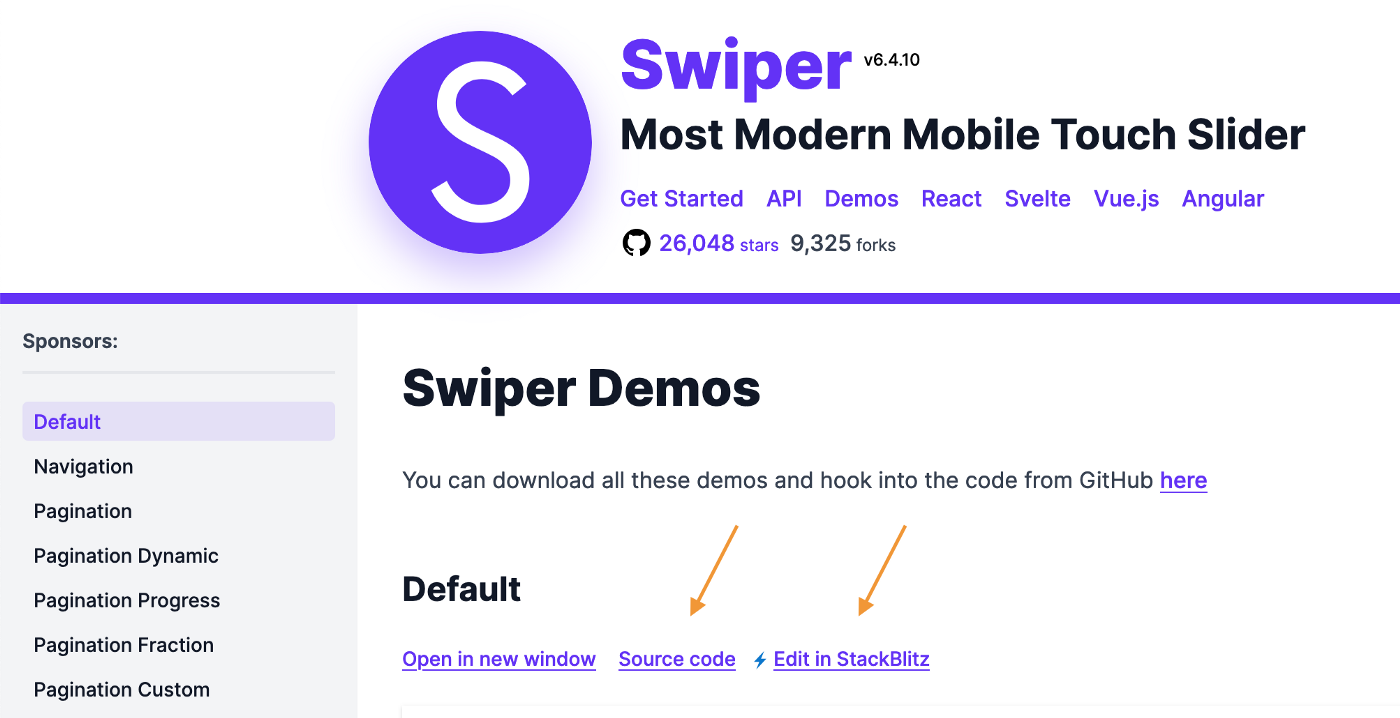 S
Swiper v6.4.10
Most Modern Mobile Touch Slider
Get Started API Demos React Svelte Vue.js Angular
26,048 stars 9,325 forks
Sponsors:
Default
Navigation
Pagination
Pagination Dynamic
Pagination Progress
Pagination Fraction
Pagination Custom
Swiper Demos
You can download all these demos and hook into the code from GitHub here
Default
Open in new window Source code Edit in StackBlitz